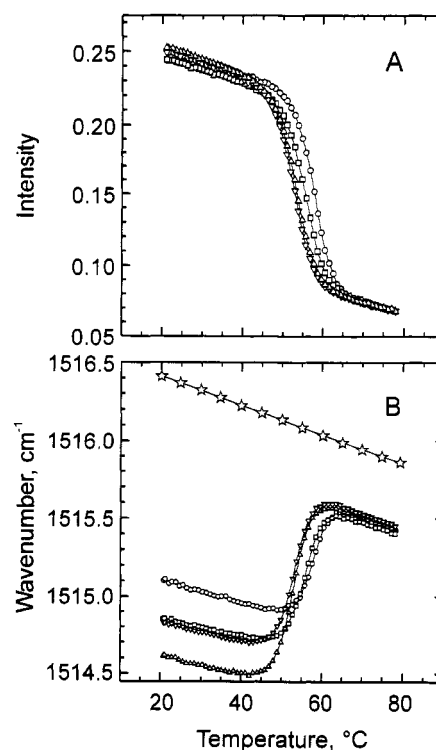 A
0.25
0.20
0.15
0.10
0.05
Intensity
B
1516.5
1516.0
1515.5
1515.0
1514.5
Wavenumber, cm⁻¹
20 40 60 80
Temperature, °C